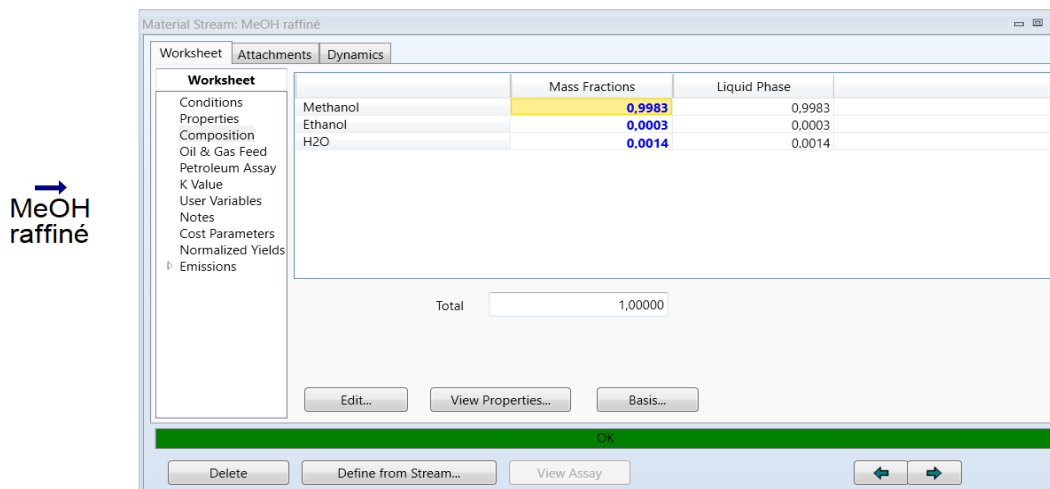 Material Stream: MeOH raffiné
Worksheet Attachments Dynamics
Worksheet
Conditions
Properties
Composition
Oil & Gas Feed
Petroleum Assay
K Value
User Variables
Notes
Cost Parameters
Normalized Yields
Emissions
Mass Fractions Liquid Phase
Methanol 0,9983 0,9983
Ethanol 0,0003 0,0003
H2O 0,0014 0,0014
MeOH
raffiné
Total 1,00000
Edit... View Properties... Basis...
OK
Delete Define from Stream... View Assay